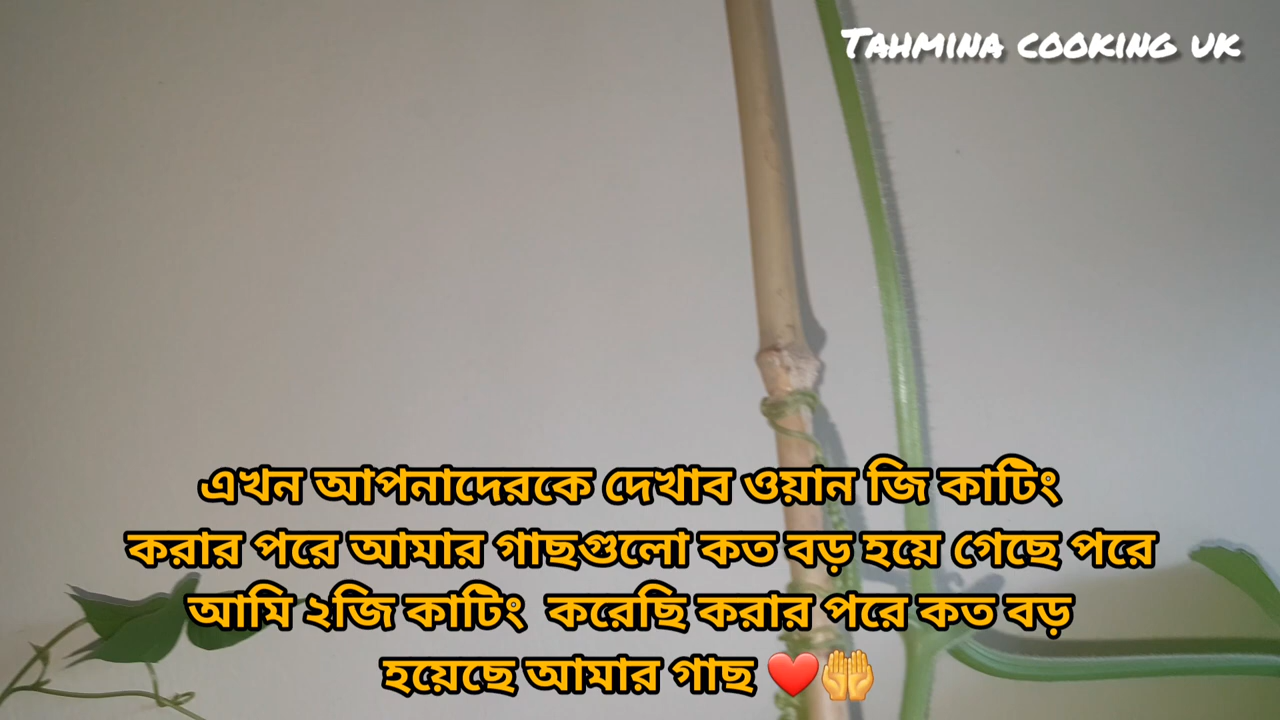 Tahmina cooking uk
এখন আপনাদেরকে দেখাব ওয়ান জি কাটিং
করার পরে আমার গাছগুলো কত বড় হয়ে গেছে পরে
আমি ২জি কাটিং করেছি করার পরে কত বড়
হয়েছে আমার গাছ ❤️🤲